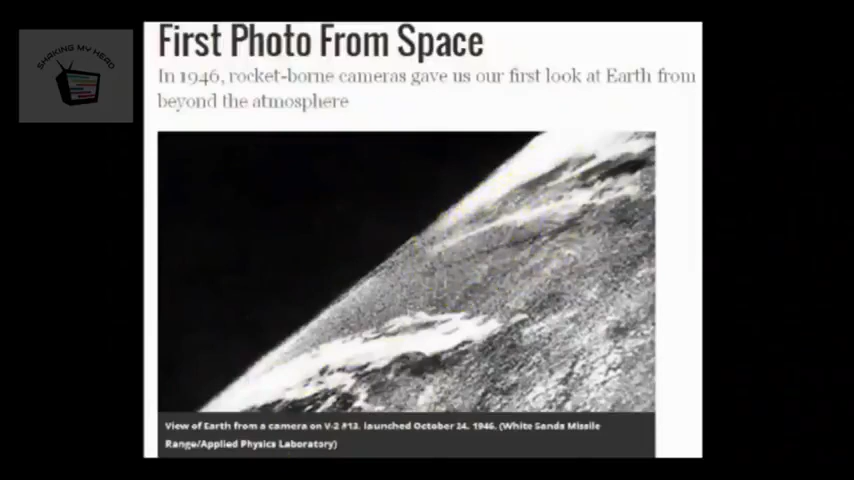 First Photo From Space
SHAKING MY HEAD
In 1946, rocket-borne cameras gave us our first look at Earth from
beyond the atmosphere
View of Earth from a camera on V-2 #13, launched October 24, 1946. (White Sands Missile
Range/Applied Physics Laboratory)